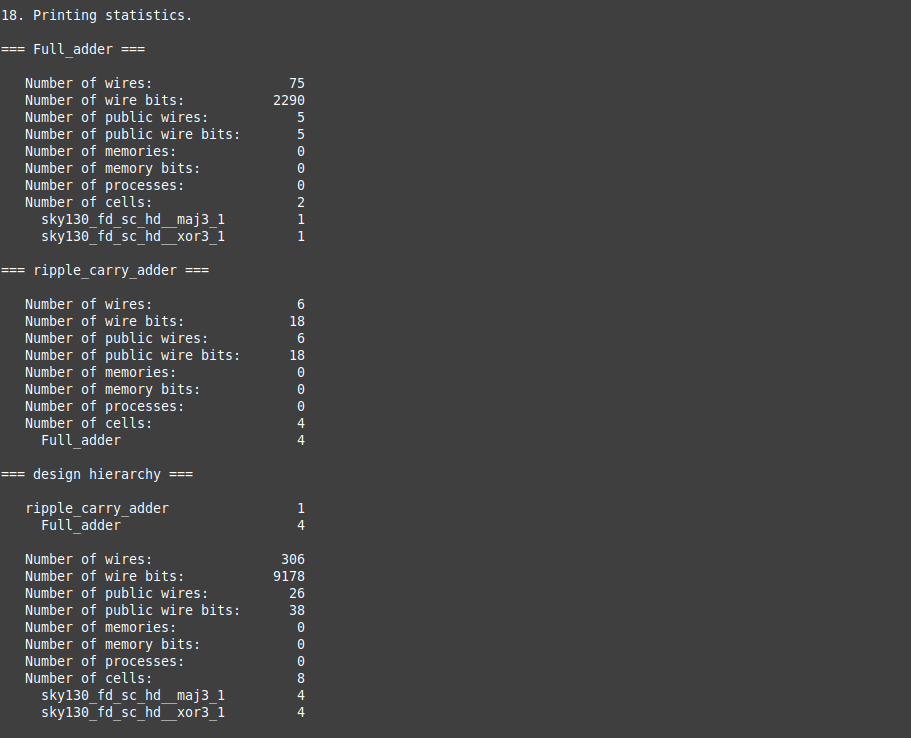 18. Printing statistics.
=== Full_adder ===
Number of wires: 75
Number of wire bits: 2290
Number of public wires: 5
Number of public wire bits: 5
Number of memories: 0
Number of memory bits: 0
Number of processes: 0
Number of cells: 2
sky130_fd_sc_hd__maj3_1 1
sky130_fd_sc_hd__xor3_1 1
=== ripple_carry_adder ===
Number of wires: 6
Number of wire bits: 18
Number of public wires: 6
Number of public wire bits: 18
Number of memories: 0
Number of memory bits: 0
Number of processes: 0
Number of cells: 4
Full_adder 4
=== design hierarchy ===
ripple_carry_adder 1
Full_adder 4
Number of wires: 306
Number of wire bits: 9178
Number of public wires: 26
Number of public wire bits: 38
Number of memories: 0
Number of memory bits: 0
Number of processes: 0
Number of cells: 8
sky130_fd_sc_hd__maj3_1 4
sky130_fd_sc_hd__xor3_1 4